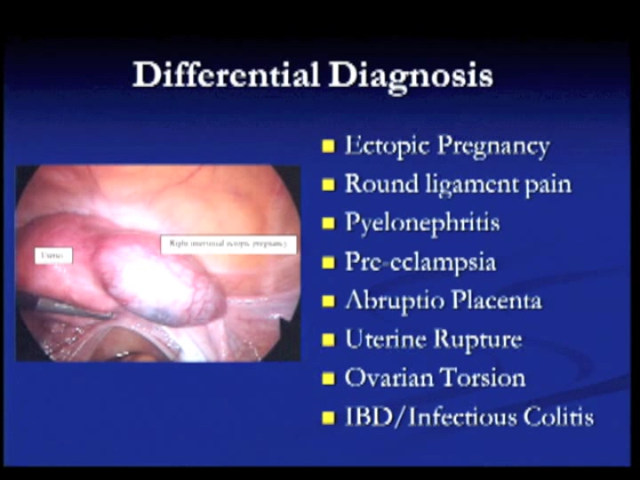 Differential Diagnosis
Uterus
Right interstitial ectopic pregnancy
Ectopic Pregnancy
Round ligament pain
Pyelonephritis
Pre-eclampsia
Abruptio Placenta
Uterine Rupture
Ovarian Torsion
IBD/Infectious Colitis